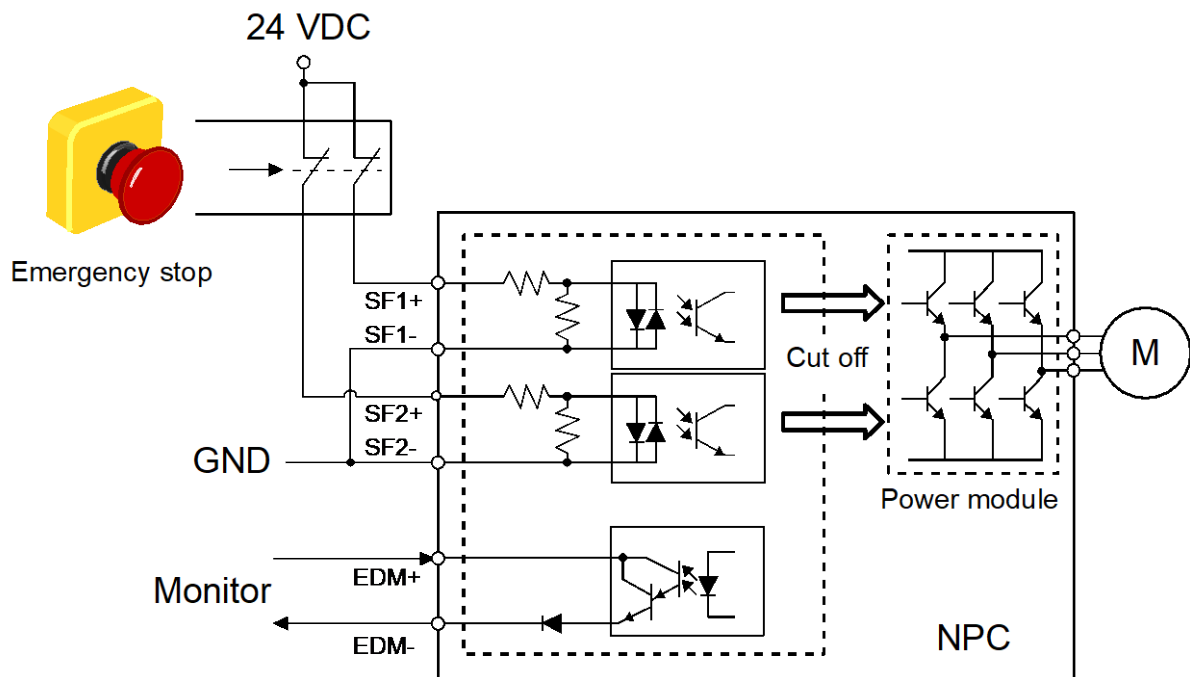 24 VDC
Emergency stop
SF1+
SF1-
Cut off
M
SF2+
SF2-
GND
Power module
EDM+
Monitor
EDM-
NPC